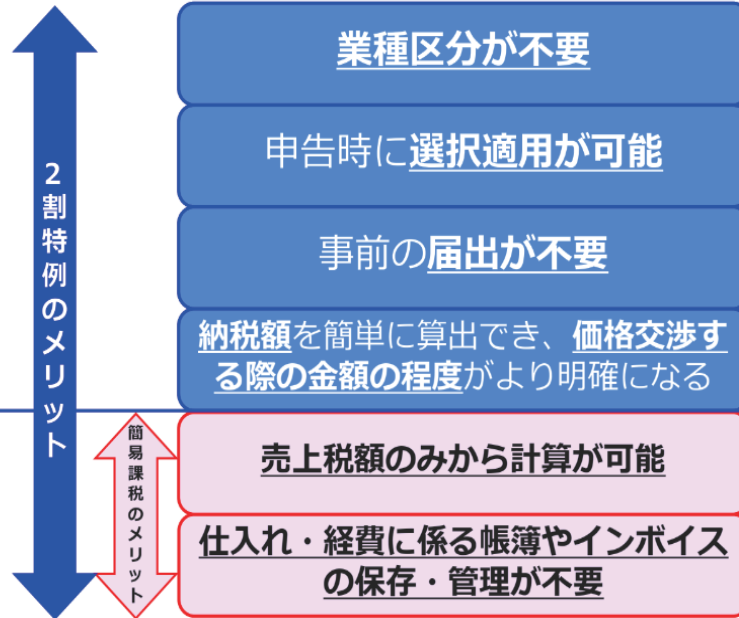 2割特例のメリット
業種区分が不要
申告時に選択適用が可能
事前の届出が不要
納税額を簡単に算出でき、価格交渉す
る際の金額の程度がより明確になる
簡易課税のメリット
売上税額のみから計算が可能
仕入れ・経費に係る帳簿やインボイス
の保存・管理が不要